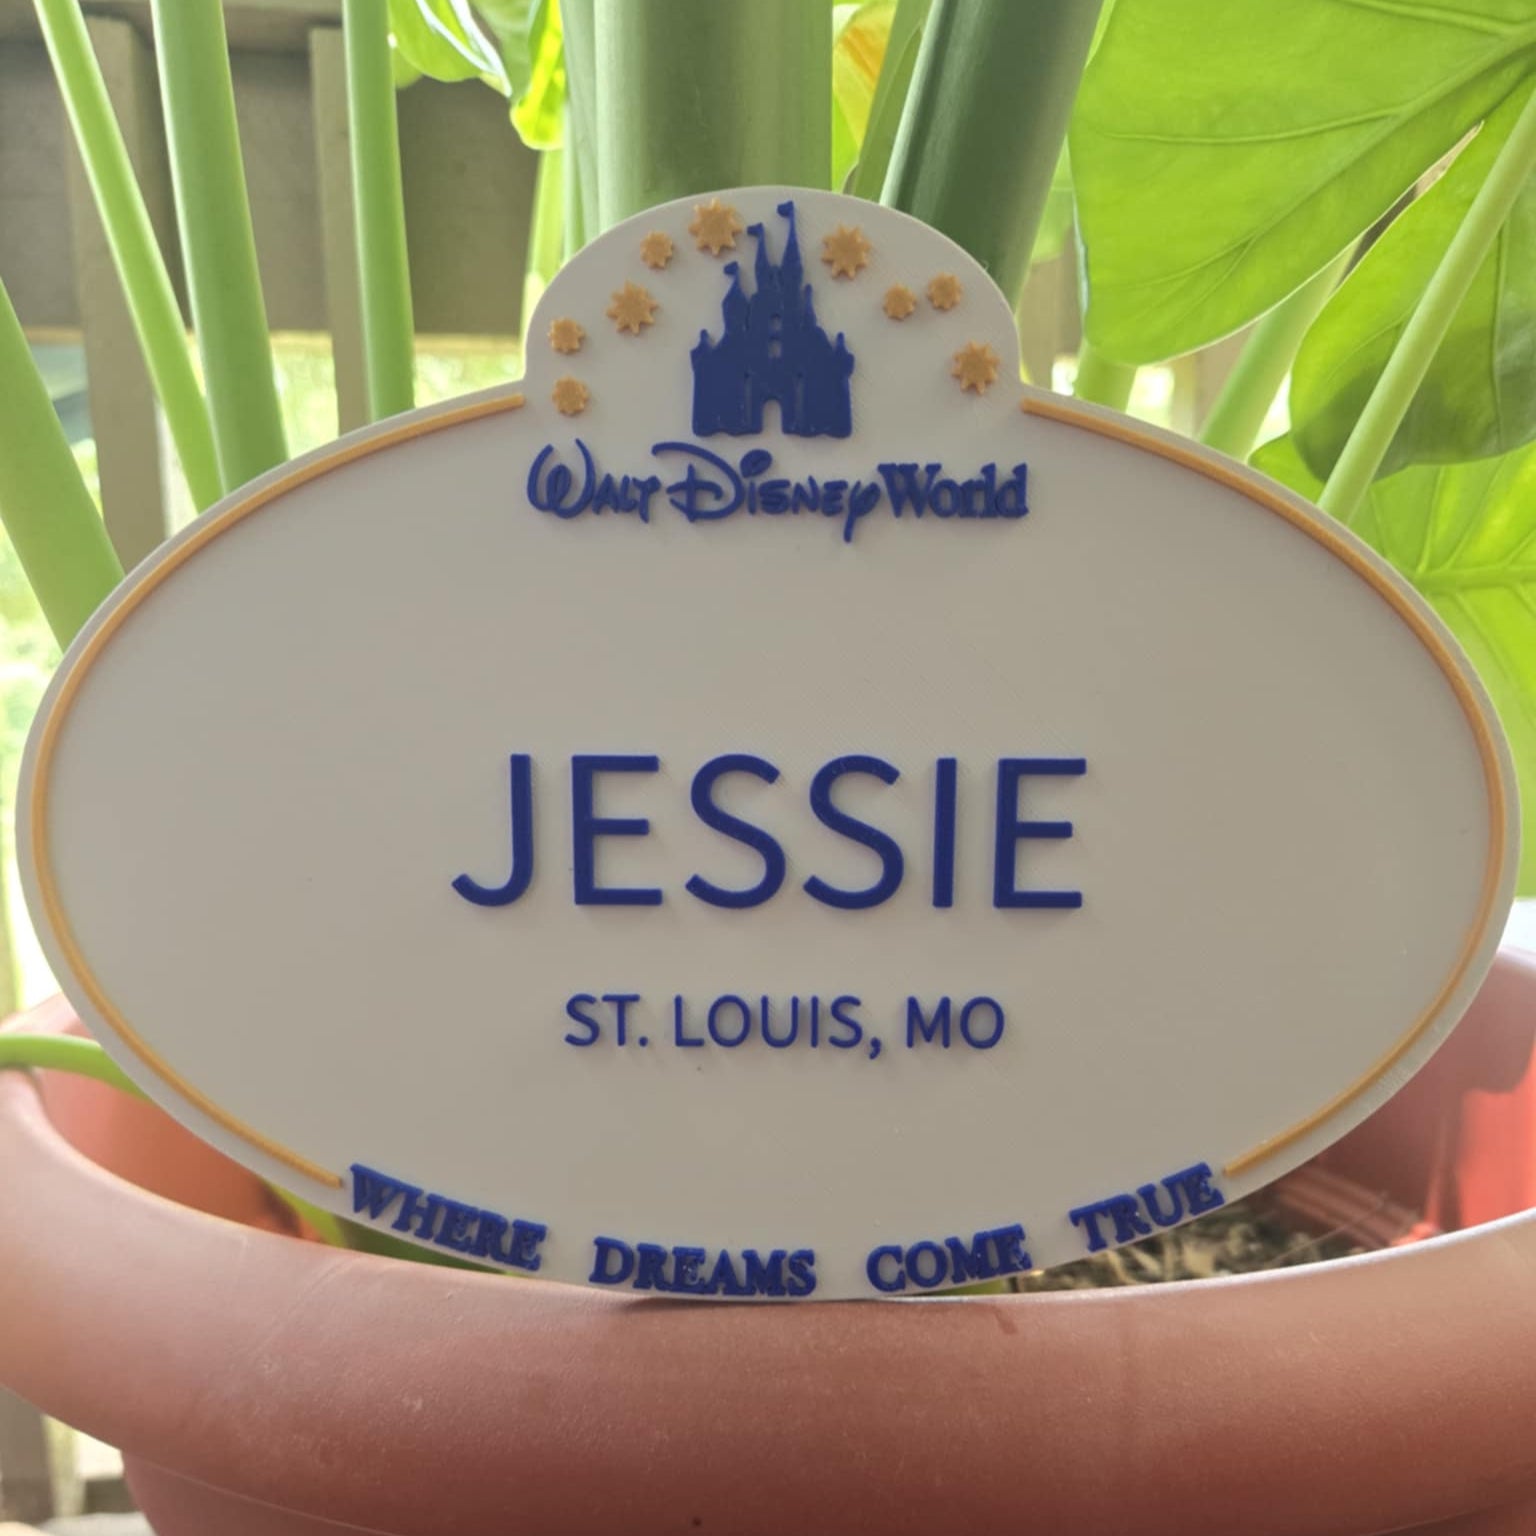 Walt Disney World
JESSIE
ST. LOUIS, MO
WHERE DREAMS COME TRUE